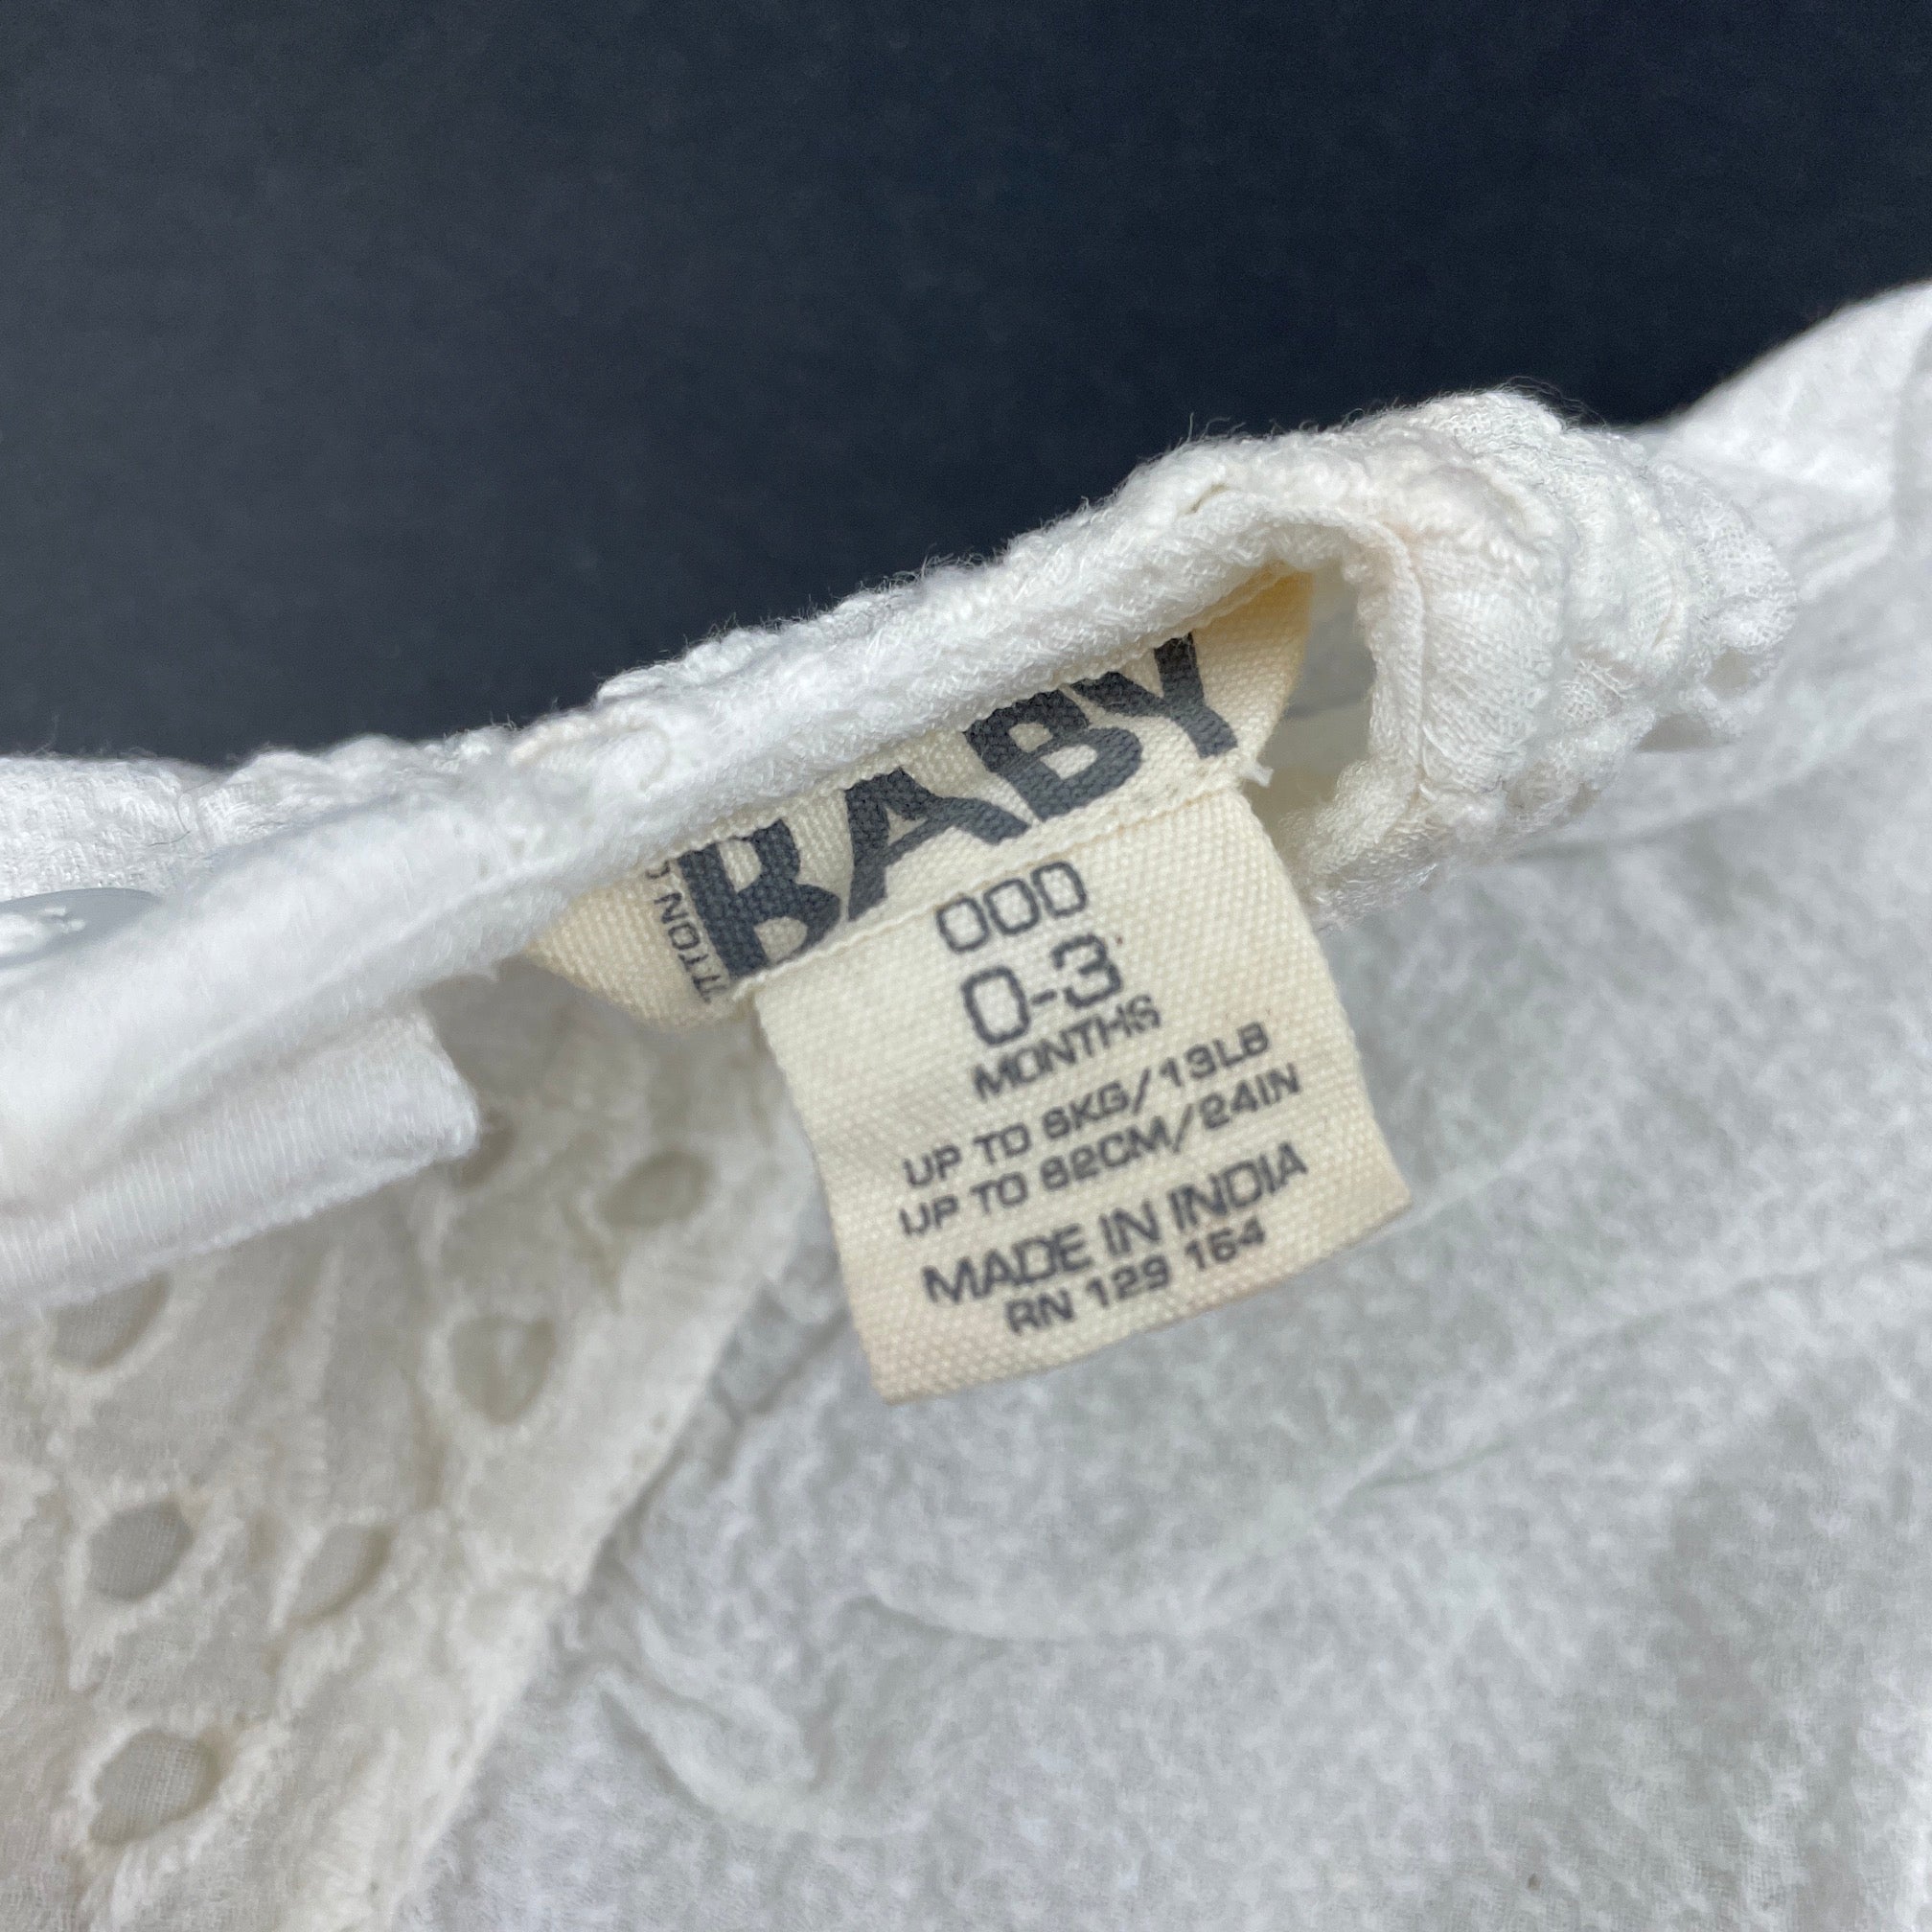 BABY
000
0-3
MONTHS
UP TO 6KG/13LB
UP TO 62CM/24IN
MADE IN INDIA
RN 129 164